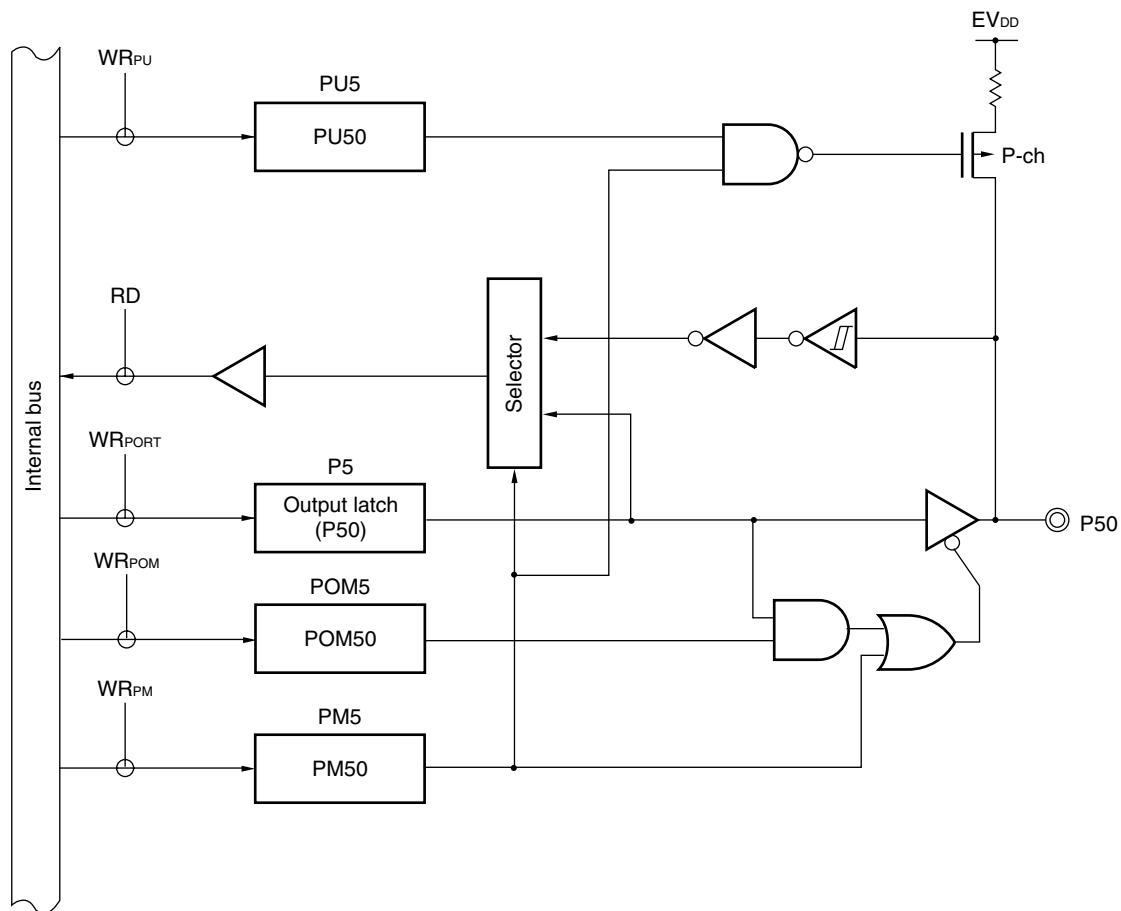 EVDD
WRPU
PU5
PU50
P-ch
RD
Selector
Internal bus
WRPORT
P5
Output latch
(P50)
P50
WRPOM
POM5
POM50
WRPM
PM5
PM50